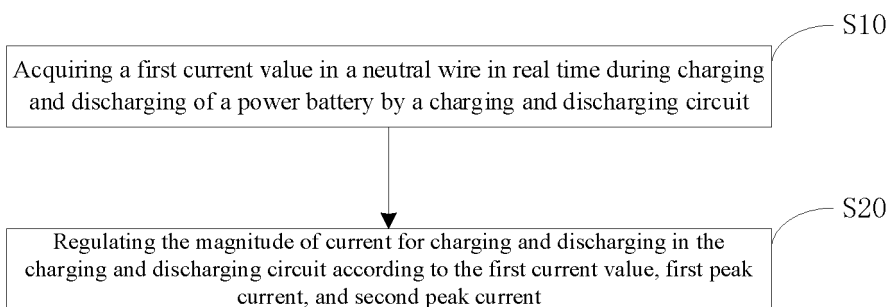 S10
Acquiring a first current value in a neutral wire in real time during charging
and discharging of a power battery by a charging and discharging circuit
S20
Regulating the magnitude of current for charging and discharging in the
charging and discharging circuit according to the first current value, first peak
current, and second peak current